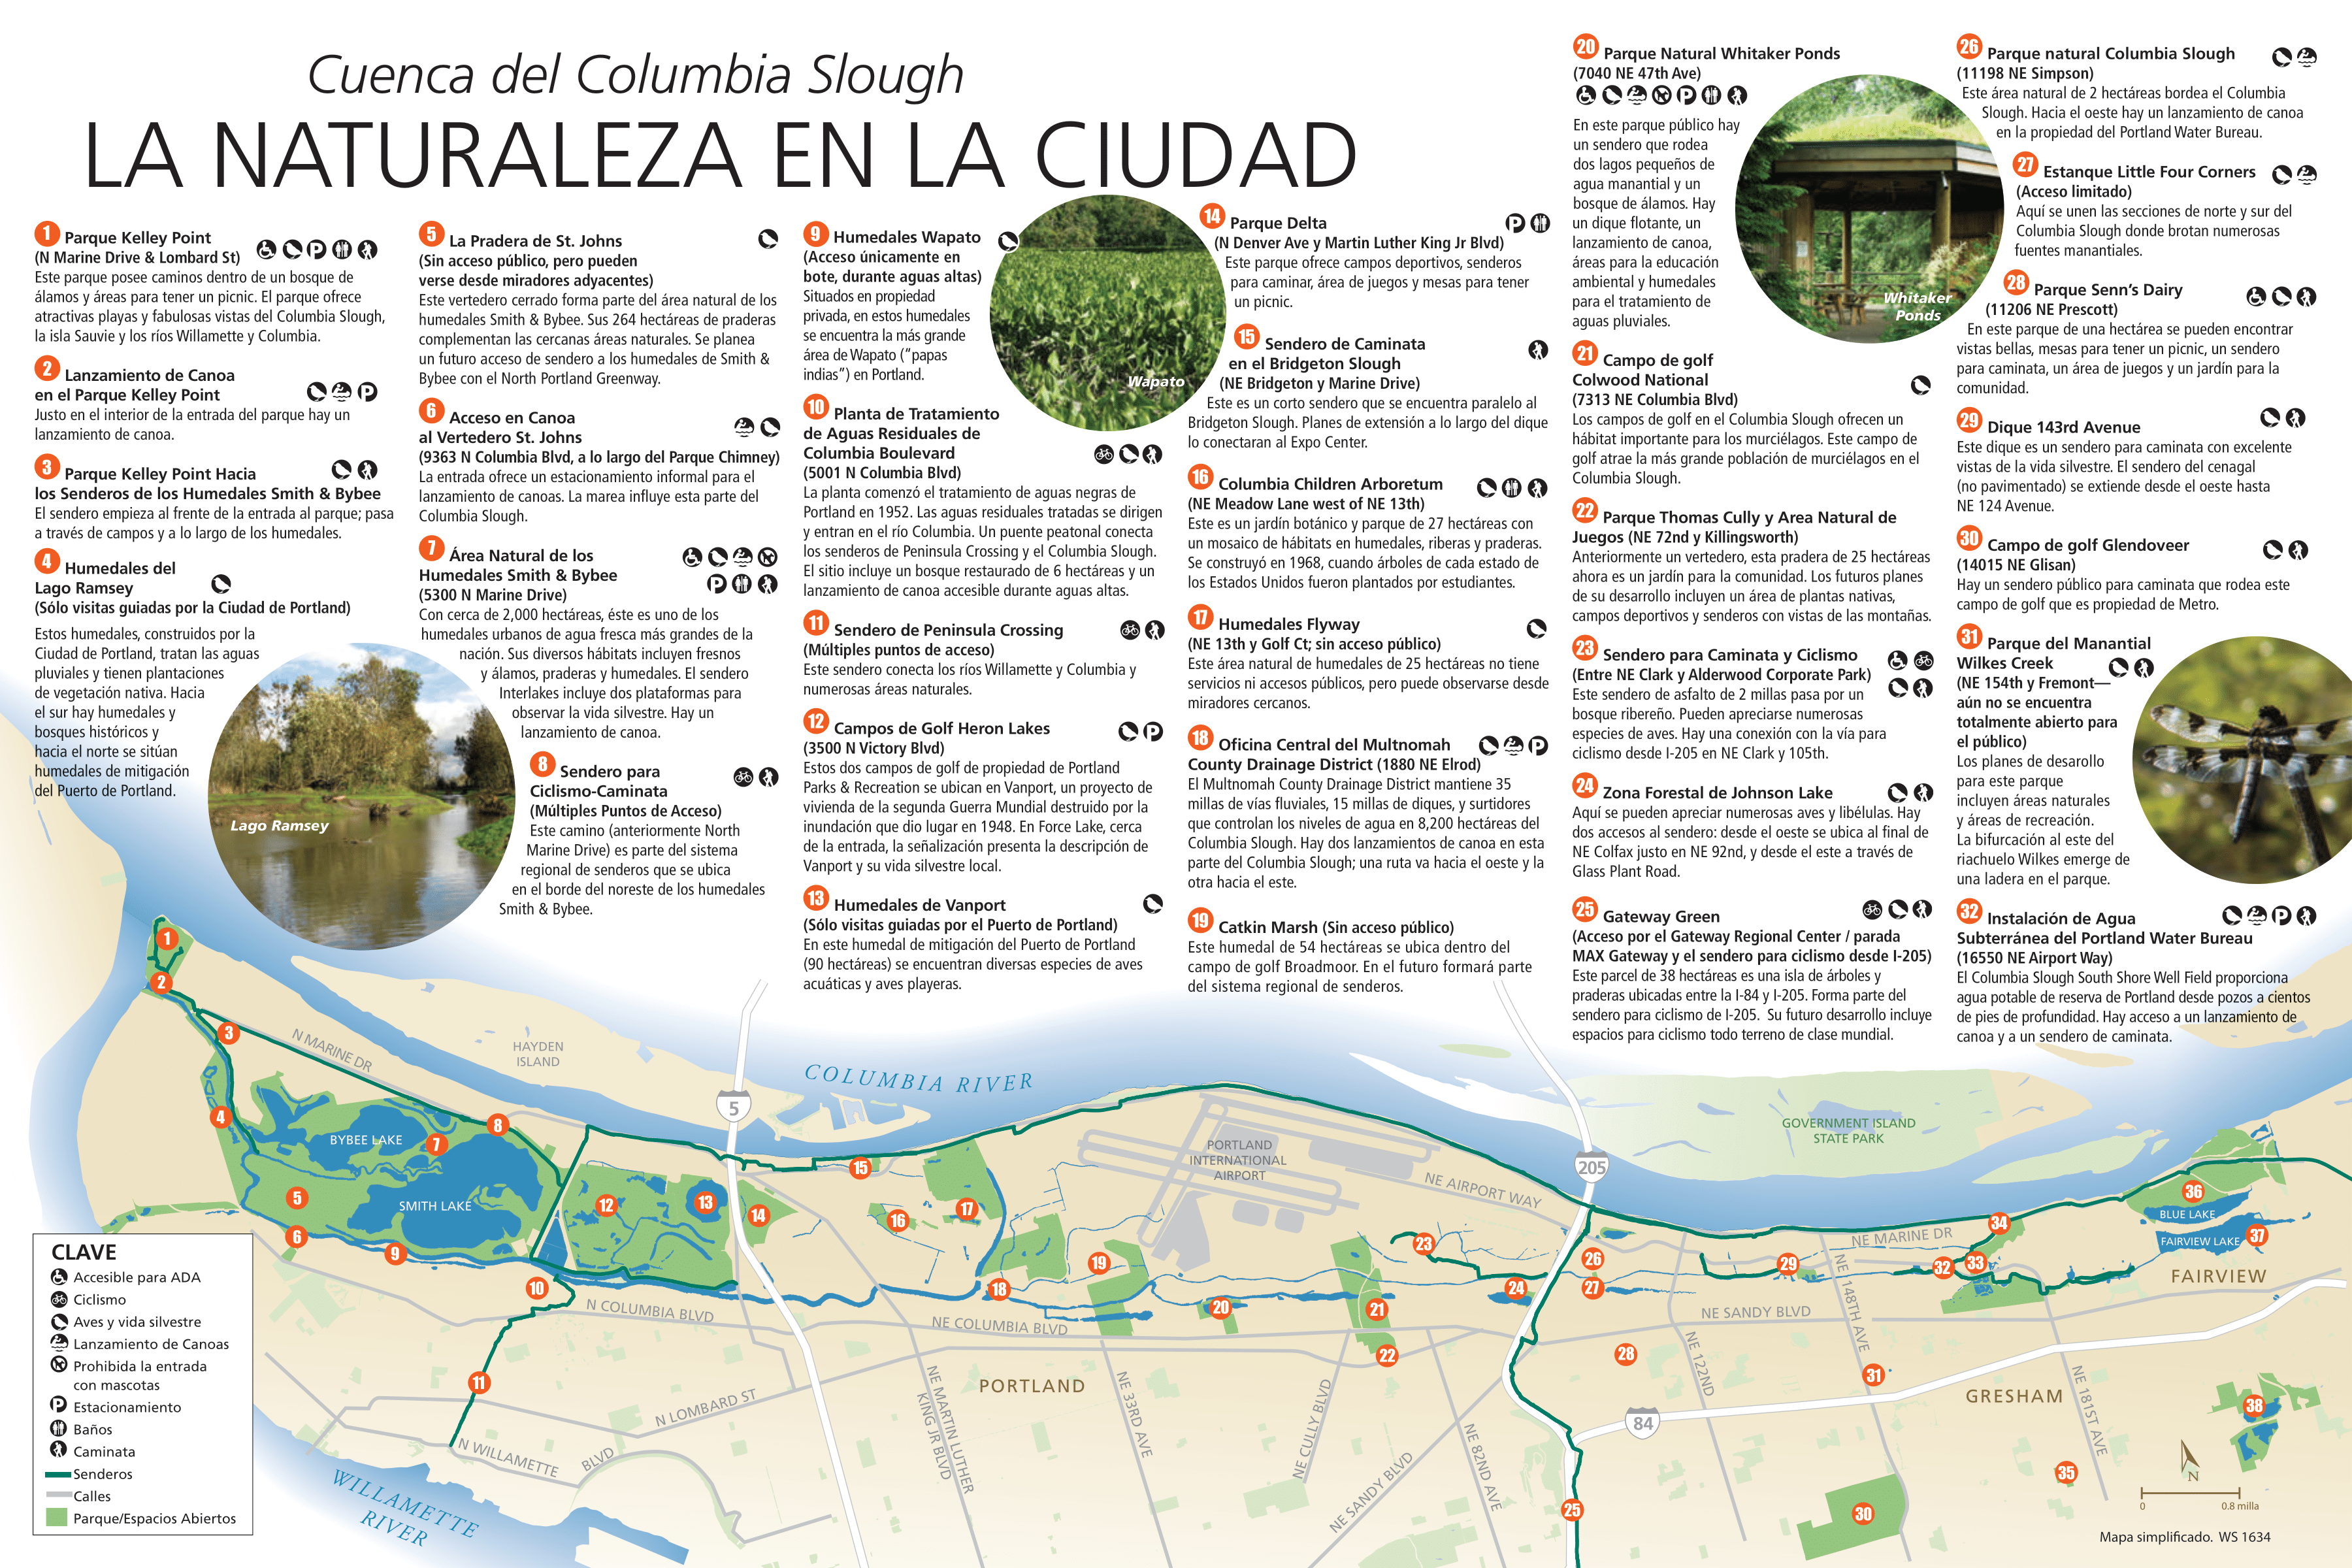 Cuenca del Columbia Slough
LA NATURALEZA EN LA CIUDAD
1 Parque Kelley Point
(N Marine Drive & Lombard St)
Este parque posee caminos dentro de un bosque de
álamos y áreas para tener un picnic. El parque ofrece
atractivas playas y fabulosas vistas del Columbia Slough,
la isla Sauvie y los ríos Willamette y Columbia.
2 Lanzamiento de Canoa
en el Parque Kelley Point
Justo en el interior de la entrada del parque hay un
lanzamiento de canoa.
3 Parque Kelley Point Hacia
los Senderos de los Humedales Smith & Bybee
El sendero empieza al frente de la entrada al parque; pasa
a través de campos y a lo largo de los humedales.
4 Humedales del
Lago Ramsey
(Sólo visitas guiadas por la Ciudad de Portland)
Estos humedales, construidos por la
Ciudad de Portland, tratan las aguas
pluviales y tienen plantaciones
de vegetación nativa. Hacia
el sur hay humedales y
bosques históricos y
hacia el norte se sitúan
humedales de mitigación
del Puerto de Portland.
Lago Ramsey
5 La Pradera de St. Johns
(Sin acceso público, pero pueden
verse desde miradores adyacentes)
Este vertedero cerrado forma parte del área natural de los
humedales Smith & Bybee. Sus 264 hectáreas de praderas
complementan las cercanas áreas naturales. Se planea
un futuro acceso de sendero a los humedales de Smith &
Bybee con el North Portland Greenway.
6 Acceso en Canoa
al Vertedero St. Johns
(9363 N Columbia Blvd, a lo largo del Parque Chimney)
La entrada ofrece un estacionamiento informal para el
lanzamiento de canoas. La marea influye esta parte del
Columbia Slough.
7 Área Natural de los
Humedales Smith & Bybee
(5300 N Marine Drive)
Con cerca de 2,000 hectáreas, éste es uno de los
humedales urbanos de agua fresca más grandes de la
nación. Sus diversos hábitats incluyen fresnos
y álamos, praderas y humedales. El sendero
Interlakes incluye dos plataformas para
observar la vida silvestre. Hay un
lanzamiento de canoa.
8 Sendero para
Ciclismo-Caminata
(Múltiples Puntos de Acceso)
Este camino (anteriormente North
Marine Drive) es parte del sistema
regional de senderos que se ubica
en el borde del noreste de los humedales
Smith & Bybee.
9 Humedales Wapato
(Acceso únicamente en
bote, durante aguas altas)
Situados en propiedad
privada, en estos humedales
se encuentra la más grande
área de Wapato ("papas
indias") en Portland.
Wapato
10 Planta de Tratamiento
de Aguas Residuales de
Columbia Boulevard
(5001 N Columbia Blvd)
La planta comenzó el tratamiento de aguas negras de
Portland en 1952. Las aguas residuales tratadas se dirigen
y entran en el río Columbia. Un puente peatonal conecta
los senderos de Peninsula Crossing y el Columbia Slough.
El sitio incluye un bosque restaurado de 6 hectáreas y un
lanzamiento de canoa accesible durante aguas altas.
11 Sendero de Peninsula Crossing
(Múltiples puntos de acceso)
Este sendero conecta los ríos Willamette y Columbia y
numerosas áreas naturales.
12 Campos de Golf Heron Lakes
(3500 N Victory Blvd)
Estos dos campos de golf de propiedad de Portland
Parks & Recreation se ubican en Vanport, un proyecto de
vivienda de la segunda Guerra Mundial destruido por la
inundación que dio lugar en 1948. En Force Lake, cerca
de la entrada, la señalización presenta la descripción de
Vanport y su vida silvestre local.
13 Humedales de Vanport
(Sólo visitas guiadas por el Puerto de Portland)
En este humedal de mitigación del Puerto de Portland
(90 hectáreas) se encuentran diversas especies de aves
acuáticas y aves playeras.
14 Parque Delta
(N Denver Ave y Martin Luther King Jr Blvd)
Este parque ofrece campos deportivos, senderos
para caminar, área de juegos y mesas para tener
un picnic.
15 Sendero de Caminata
en el Bridgeton Slough
(NE Bridgeton y Marine Drive)
Este es un corto sendero que se encuentra paralelo al
Bridgeton Slough. Planes de extensión a lo largo del dique
lo conectaran al Expo Center.
16 Columbia Children Arboretum
(NE Meadow Lane west of NE 13th)
Este es un jardín botánico y parque de 27 hectáreas con
un mosaico de hábitats en humedales, riberas y praderas.
Se construyó en 1968, cuando árboles de cada estado de
los Estados Unidos fueron plantados por estudiantes.
17 Humedales Flyway
(NE 13th y Golf Ct; sin acceso público)
Este área natural de humedales de 25 hectáreas no tiene
servicios ni accesos públicos, pero puede observarse desde
miradores cercanos.
18 Oficina Central del Multnomah
County Drainage District (1880 NE Elrod)
El Multnomah County Drainage District mantiene 35
millas de vías fluviales, 15 millas de diques, y surtidores
que controlan los niveles de agua en 8,200 hectáreas del
Columbia Slough. Hay dos lanzamientos de canoa en esta
parte del Columbia Slough; una ruta va hacia el oeste y la
otra hacia el este.
19 Catkin Marsh (Sin acceso público)
Este humedal de 54 hectáreas se ubica dentro del
campo de golf Broadmoor. En el futuro formará parte
del sistema regional de senderos.
20 Parque Natural Whitaker Ponds
(7040 NE 47th Ave)
En este parque público hay
un sendero que rodea
dos lagos pequeños de
agua manantial y un
bosque de álamos. Hay
un dique flotante, un
lanzamiento de canoa,
áreas para la educación
ambiental y humedales
para el tratamiento de
aguas pluviales.
Whitaker
Ponds
21 Campo de golf
Colwood National
(7313 NE Columbia Blvd)
Los campos de golf en el Columbia Slough ofrecen un
hábitat importante para los murciélagos. Este campo de
golf atrae la más grande población de murciélagos en el
Columbia Slough.
22 Parque Thomas Cully y Area Natural de
Juegos (NE 72nd y Killingsworth)
Anteriormente un vertedero, esta pradera de 25 hectáreas
ahora es un jardín para la comunidad. Los futuros planes
de su desarrollo incluyen un área de plantas nativas,
campos deportivos y senderos con vistas de las montañas.
23 Sendero para Caminata y Ciclismo
(Entre NE Clark y Alderwood Corporate Park)
Este sendero de asfalto de 2 millas pasa por un
bosque ribereño. Pueden apreciarse numerosas
especies de aves. Hay una conexión con la vía para
ciclismo desde I-205 en NE Clark y 105th.
24 Zona Forestal de Johnson Lake
Aquí se pueden apreciar numerosas aves y libélulas. Hay
dos accesos al sendero: desde el oeste se ubica al final de
NE Colfax justo en NE 92nd, y desde el este a través de
Glass Plant Road.
25 Gateway Green
(Acceso por el Gateway Regional Center / parada
MAX Gateway y el sendero para ciclismo desde I-205)
Este parcel de 38 hectáreas es una isla de árboles y
praderas ubicadas entre la I-84 y I-205. Forma parte del
sendero para ciclismo de I-205. Su futuro desarrollo incluye
espacios para ciclismo todo terreno de clase mundial.
26 Parque natural Columbia Slough
(11198 NE Simpson)
Este área natural de 2 hectáreas bordea el Columbia
Slough. Hacia el oeste hay un lanzamiento de canoa
en la propiedad del Portland Water Bureau.
27 Estanque Little Four Corners
(Acceso limitado)
Aquí se unen las secciones de norte y sur del
Columbia Slough donde brotan numerosas
fuentes manantiales.
28 Parque Senn's Dairy
(11206 NE Prescott)
En este parque de una hectárea se pueden encontrar
vistas bellas, mesas para tener un picnic, un sendero
para caminata, un área de juegos y un jardín para la
comunidad.
29 Dique 143rd Avenue
Este dique es un sendero para caminata con excelente
vistas de la vida silvestre. El sendero del cenagal
(no pavimentado) se extiende desde el oeste hasta
NE 124 Avenue.
30 Campo de golf Glendoveer
(14015 NE Glisan)
Hay un sendero público para caminata que rodea este
campo de golf que es propiedad de Metro.
31 Parque del Manantial
Wilkes Creek
(NE 154th y Fremont—
aún no se encuentra
totalmente abierto para
el público)
Los planes de desarollo
para este parque
incluyen áreas naturales
y áreas de recreación.
La bifurcación al este del
riachuelo Wilkes emerge de
una ladera en el parque.
32 Instalación de Agua
Subterránea del Portland Water Bureau
(16550 NE Airport Way)
El Columbia Slough South Shore Well Field proporciona
agua potable de reserva de Portland desde pozos a cientos
de pies de profundidad. Hay acceso a un lanzamiento de
canoa y a un sendero de caminata.
1
2
3
4
5
6
7
8
9
10
11
12
13
14
15
16
17
18
19
20
21
22
23
24
25
26
27
28
29
30
31
32
33
34
35
36
37
38
N MARINE DR
HAYDEN
ISLAND
COLUMBIA RIVER
5
BYBEE LAKE
SMITH LAKE
PORTLAND
INTERNATIONAL
AIRPORT
NE AIRPORT WAY
205
GOVERNMENT ISLAND
STATE PARK
NE MARINE DR
BLUE LAKE
FAIRVIEW LAKE
FAIRVIEW
N COLUMBIA BLVD
NE COLUMBIA BLVD
NE SANDY BLVD
NE 148TH AVE
NE 122ND
PORTLAND
N LOMBARD ST
N WILLAMETTE
BLVD
NE MARTIN LUTHER
KING JR BLVD
NE 33RD AVE
NE CULLY BLVD
NE SANDY BLVD
NE 82ND AVE
84
GRESHAM
NE 181ST AVE
WILLAMETTE
RIVER
CLAVE
Accesible para ADA
Ciclismo
Aves y vida silvestre
Lanzamiento de Canoas
Prohibida la entrada
con mascotas
P Estacionamiento
Baños
Caminata
Senderos
Calles
Parque/Espacios Abiertos
N
0 0.8 milla
Mapa simplificado. WS 1634